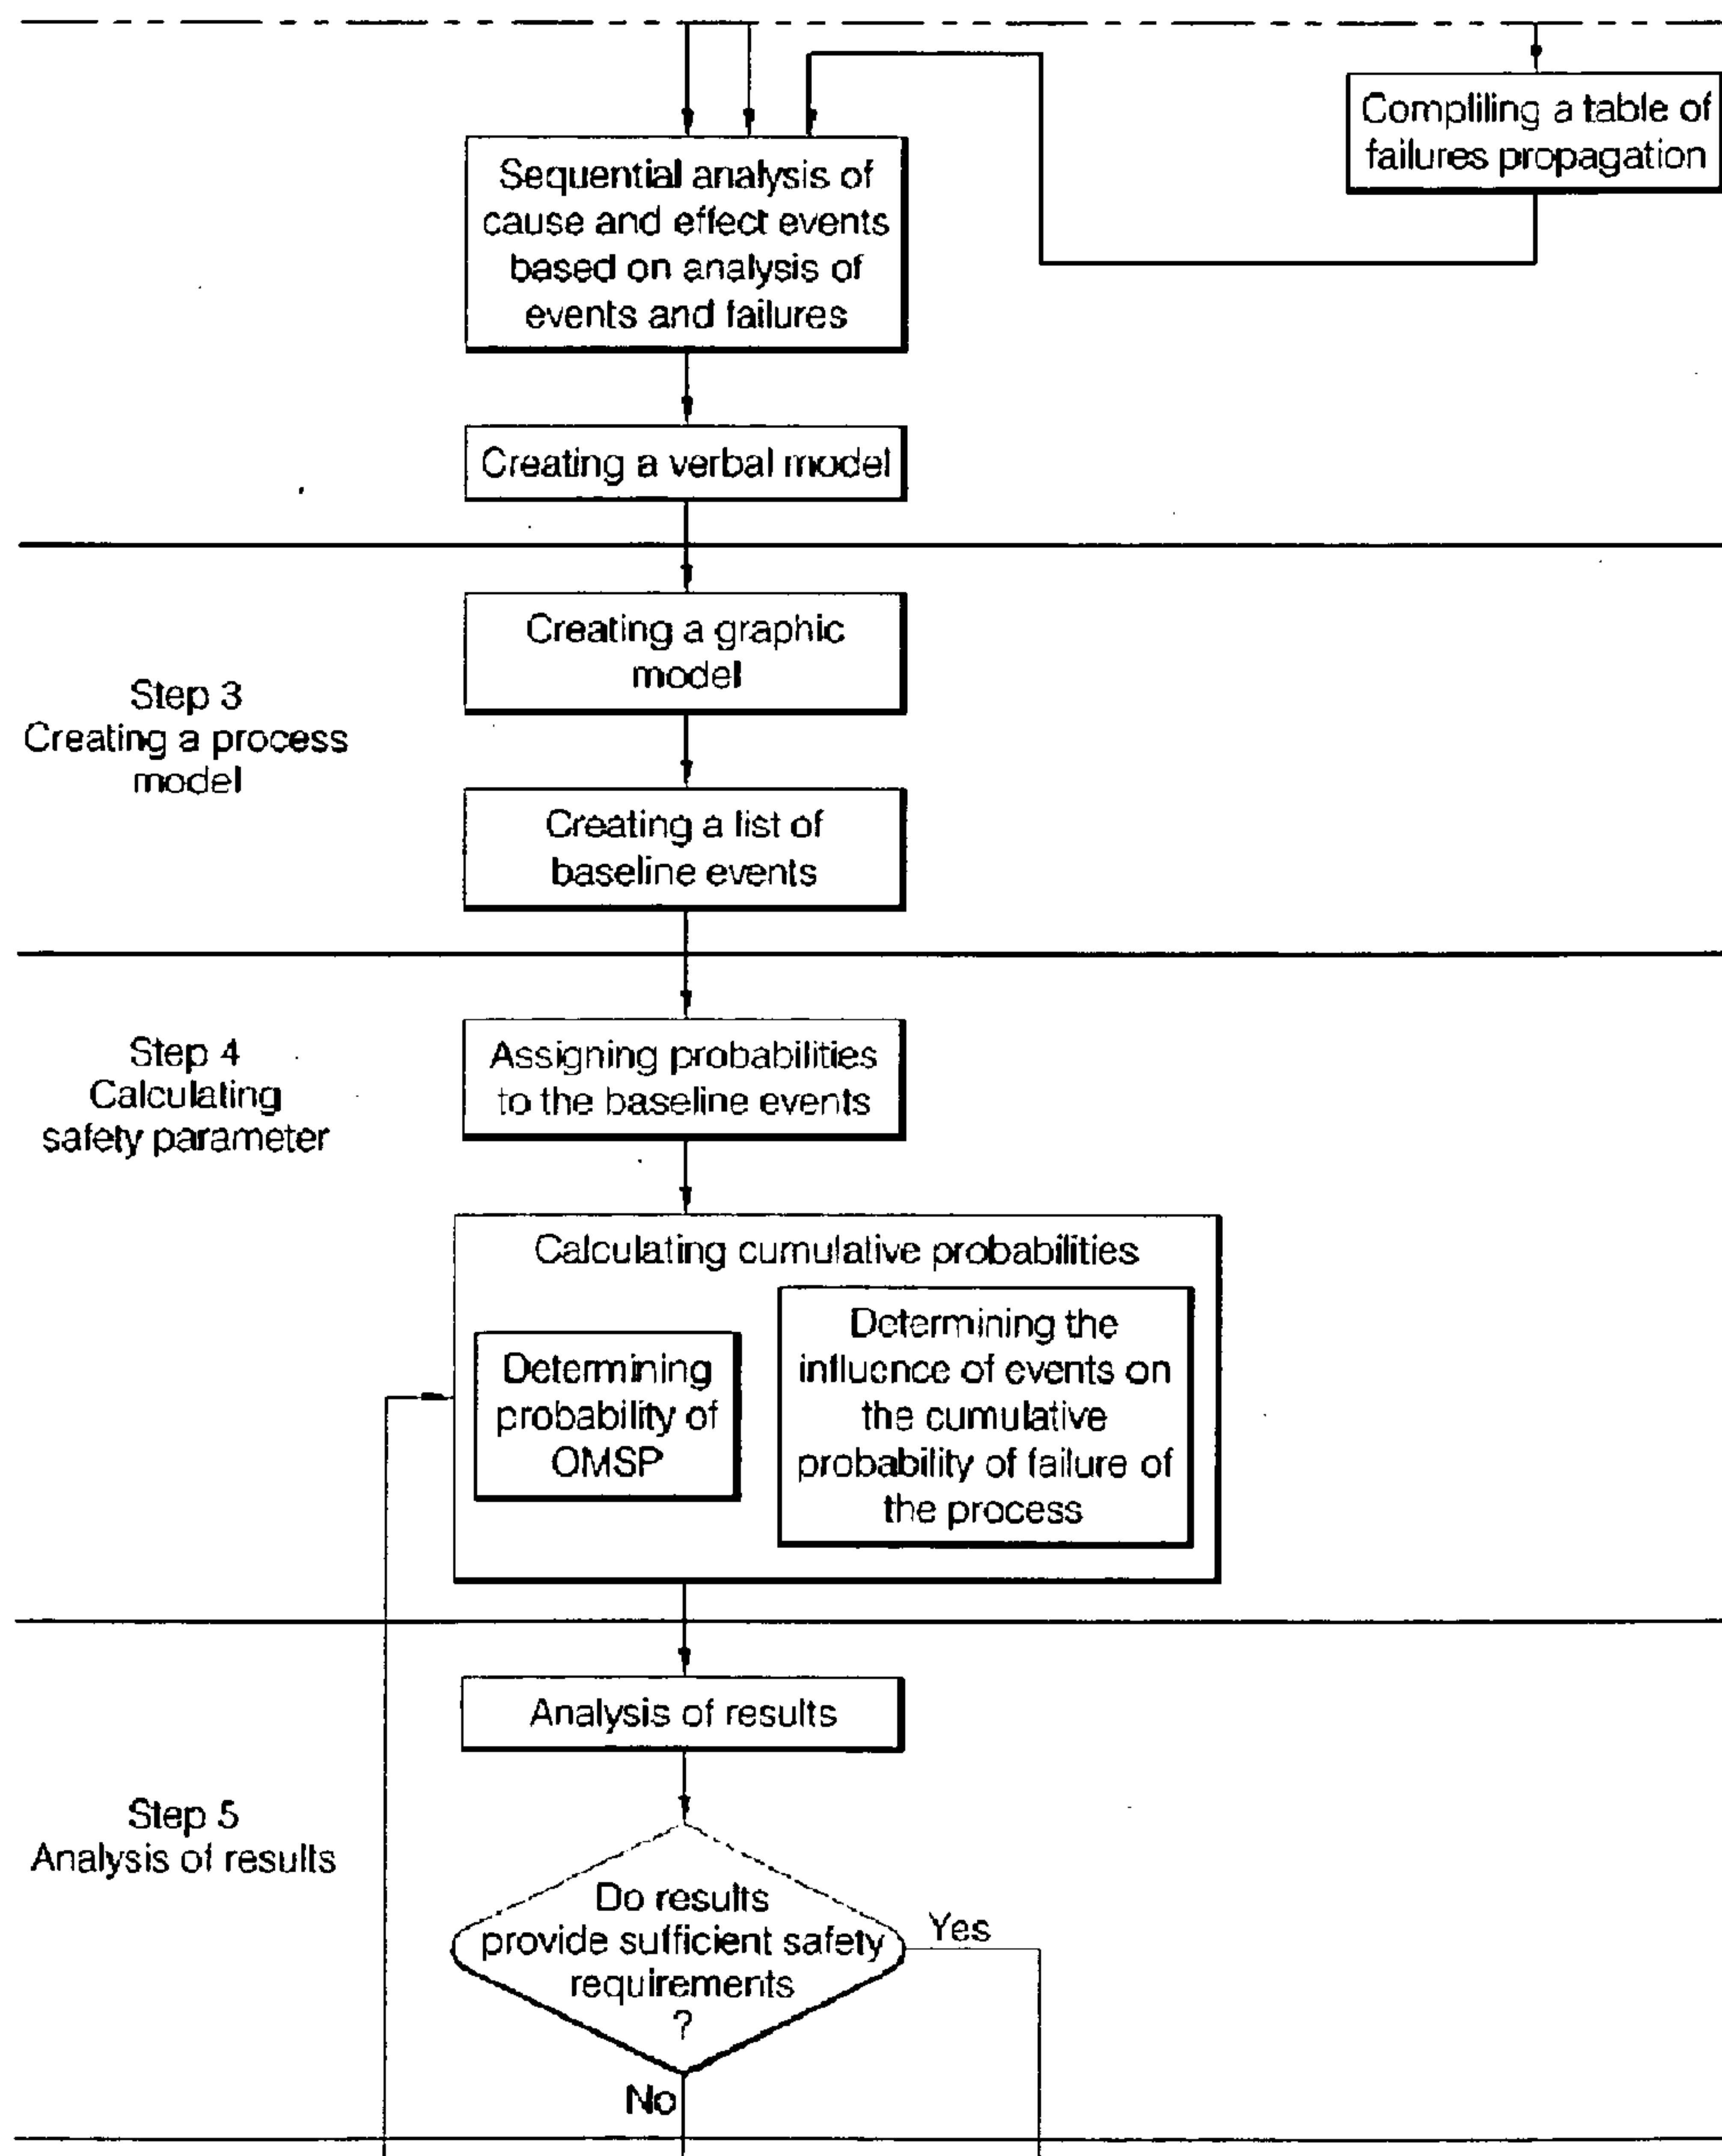 Compliling a table of
failures propagation
Sequential analysis of
cause and effect events
based on analysis of
events and failures
Creating a verbal model
Step 3
Creating a process
model
Creating a graphic
model
Creating a list of
baseline events
Step 4
Calculating
safety parameter
Assigning probabilities
to the baseline events
Calculating cumulative probabilities
Determining
probability of
OMSP
Determining the
influence of events on
the cumulative
probability of failure of
the process
Step 5
Analysis of results
Analysis of results
Do results
provide sufficient safety
requirements
?
Yes
No